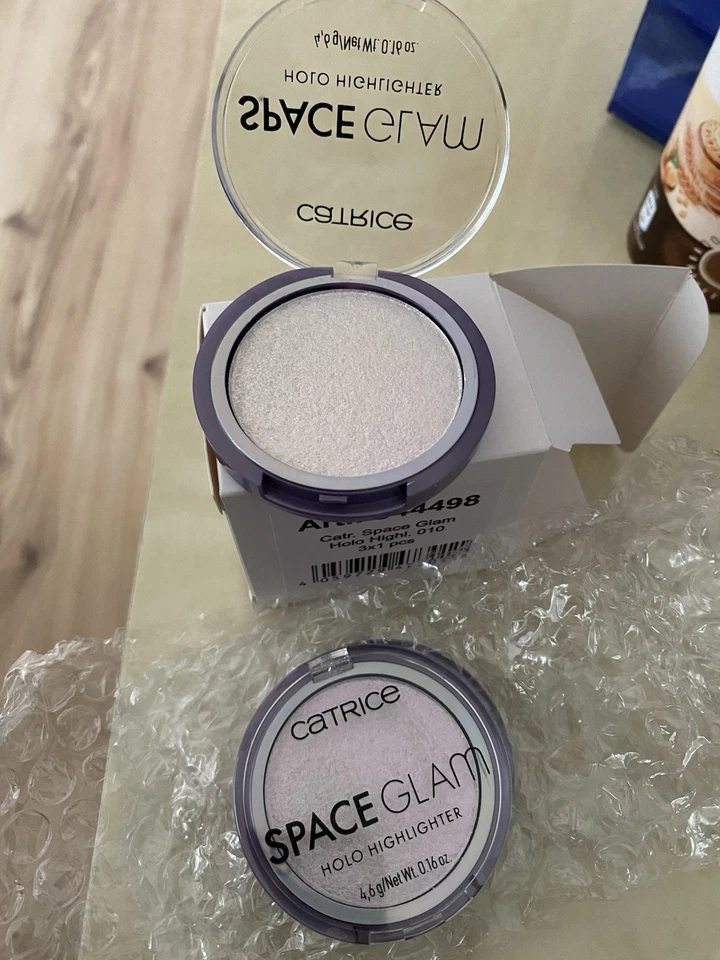 4,6g/Net Wt. 0.16 oz.
HOLO HIGHLIGHTER
SPACE GLAM
CATRICE
4498
Catr. Space Glam
Holo Highl. 010
3x1 pcs
CATRICE
SPACE GLAM
HOLO HIGHLIGHTER
4,6g/Net Wt. 0.16 oz.